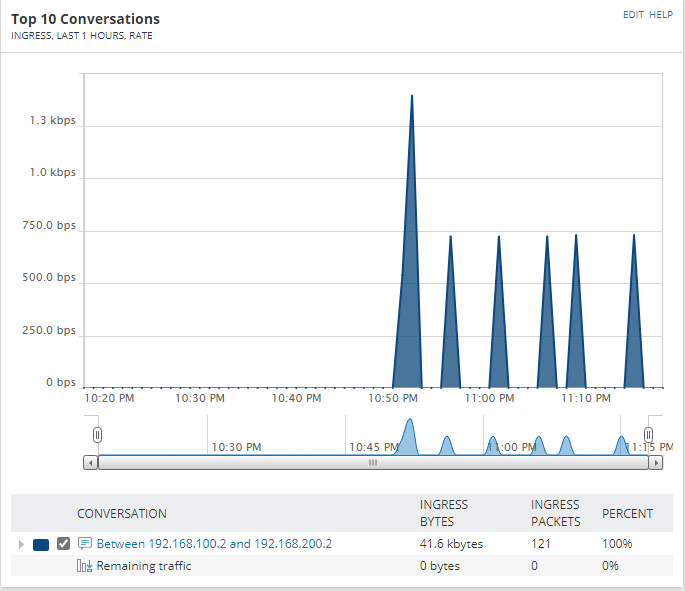 Top 10 Conversations
EDIT HELP
INGRESS, LAST 1 HOURS, RATE
1.3 kbps
1.0 kbps
750.0 bps
500.0 bps
250.0 bps
0 bps
10:20 PM 10:30 PM 10:40 PM 10:50 PM 11:00 PM 11:10 PM
10:30 PM 10:45 PM 11:00 PM 11:15 PM
CONVERSATION INGRESS BYTES INGRESS PACKETS PERCENT
Between 192.168.100.2 and 192.168.200.2 41.6 kbytes 121 100%
Remaining traffic 0 bytes 0 0%